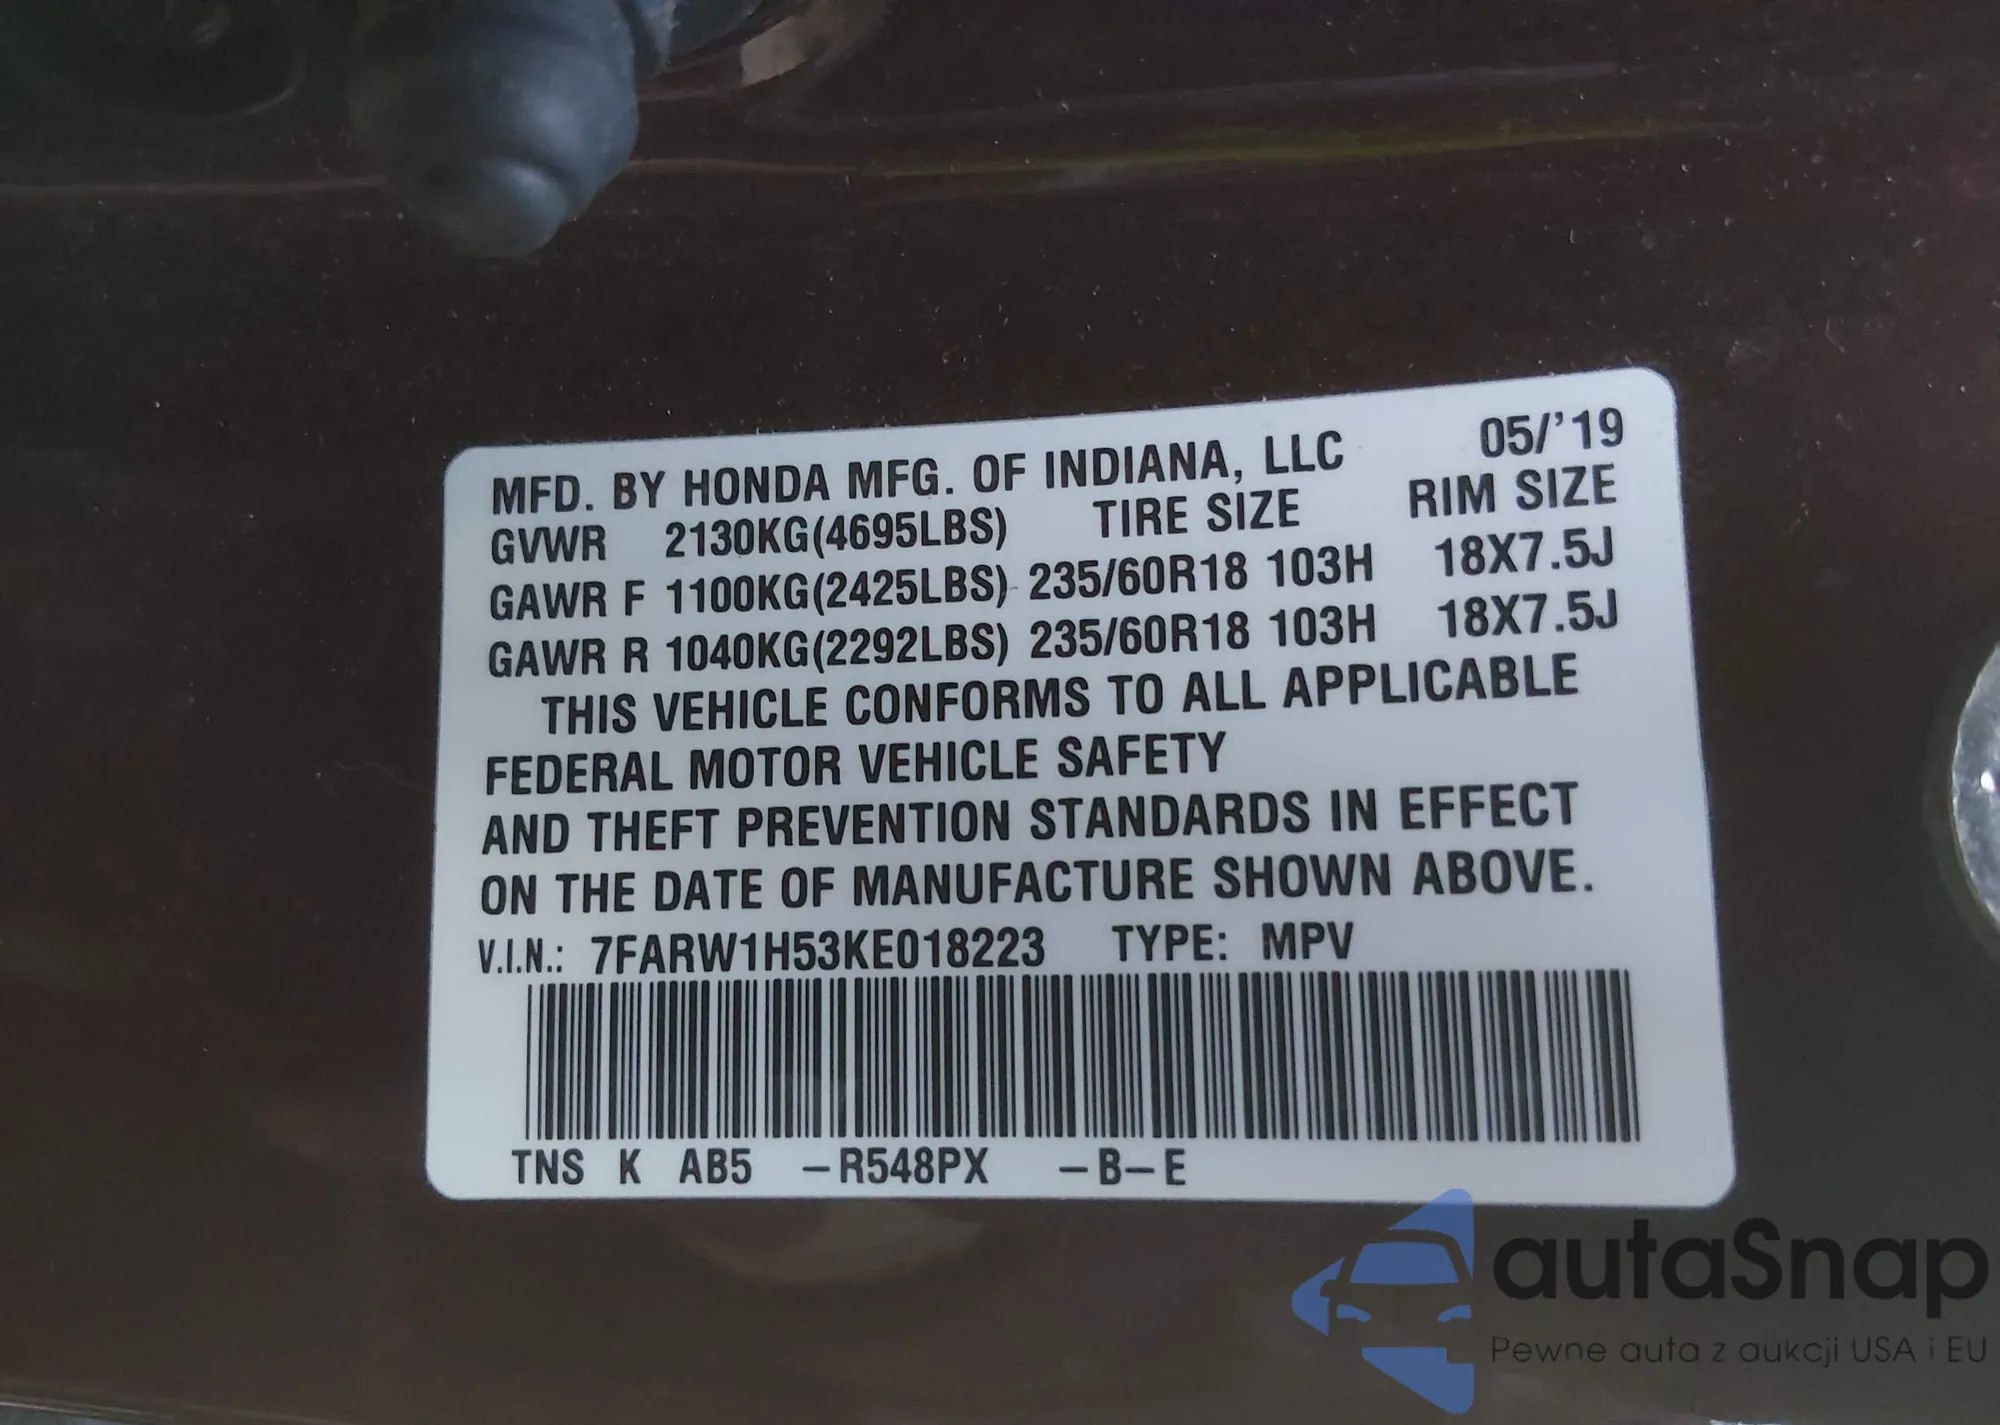 MFD. BY HONDA MFG. OF INDIANA, LLC 05/'19
GVWR 2130KG(4695LBS) TIRE SIZE RIM SIZE
GAWR F 1100KG(2425LBS) 235/60R18 103H 18X7.5J
GAWR R 1040KG(2292LBS) 235/60R18 103H 18X7.5J
THIS VEHICLE CONFORMS TO ALL APPLICABLE
FEDERAL MOTOR VEHICLE SAFETY
AND THEFT PREVENTION STANDARDS IN EFFECT
ON THE DATE OF MANUFACTURE SHOWN ABOVE.
V.I.N.: 7FARW1H53KE018223 TYPE: MPV
TNS K AB5 –R548PX –B–E
autaSnap
Pewne auta z aukcji USA i EU